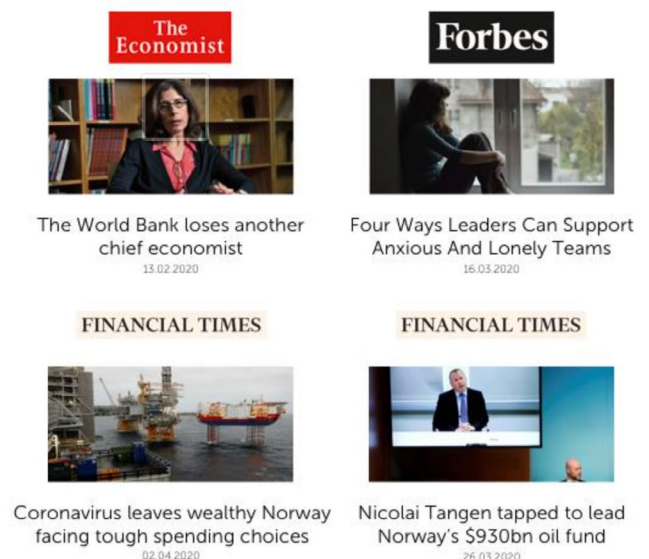 The
Economist
Forbes
The World Bank loses another
chief economist
13.02.2020
Four Ways Leaders Can Support
Anxious And Lonely Teams
16.03.2020
FINANCIAL TIMES
FINANCIAL TIMES
Coronavirus leaves wealthy Norway
facing tough spending choices
02.04.2020
Nicolai Tangen tapped to lead
Norway's $930bn oil fund
26.03.2020